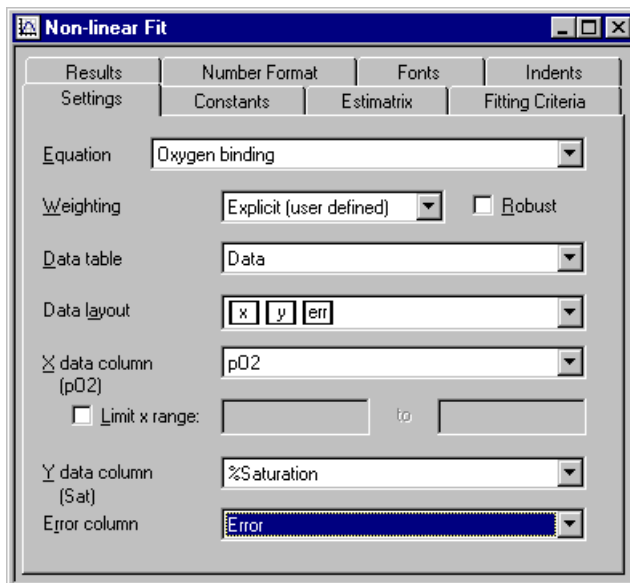 Non-linear Fit
Results Number Format Fonts Indents
Settings Constants Estimatrix Fitting Criteria
Equation Oxygen binding
Weighting Explicit (user defined) Robust
Data table Data
Data layout x y err
X data column pO2
(pO2)
Limit x range: to
Y data column %Saturation
(Sat)
Error column Error